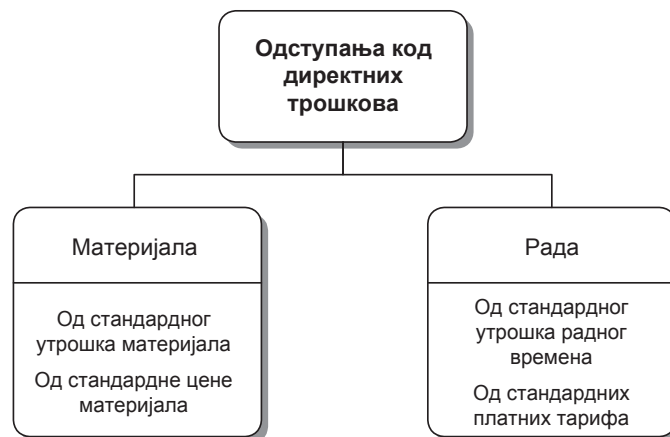 Одступања код
директних
трошкова
Материјала
Од стандардног
утрошка материјала
Од стандардне цене
материјала
Рада
Од стандардног
утрошка радног
времена
Од стандардних
платних тарифа